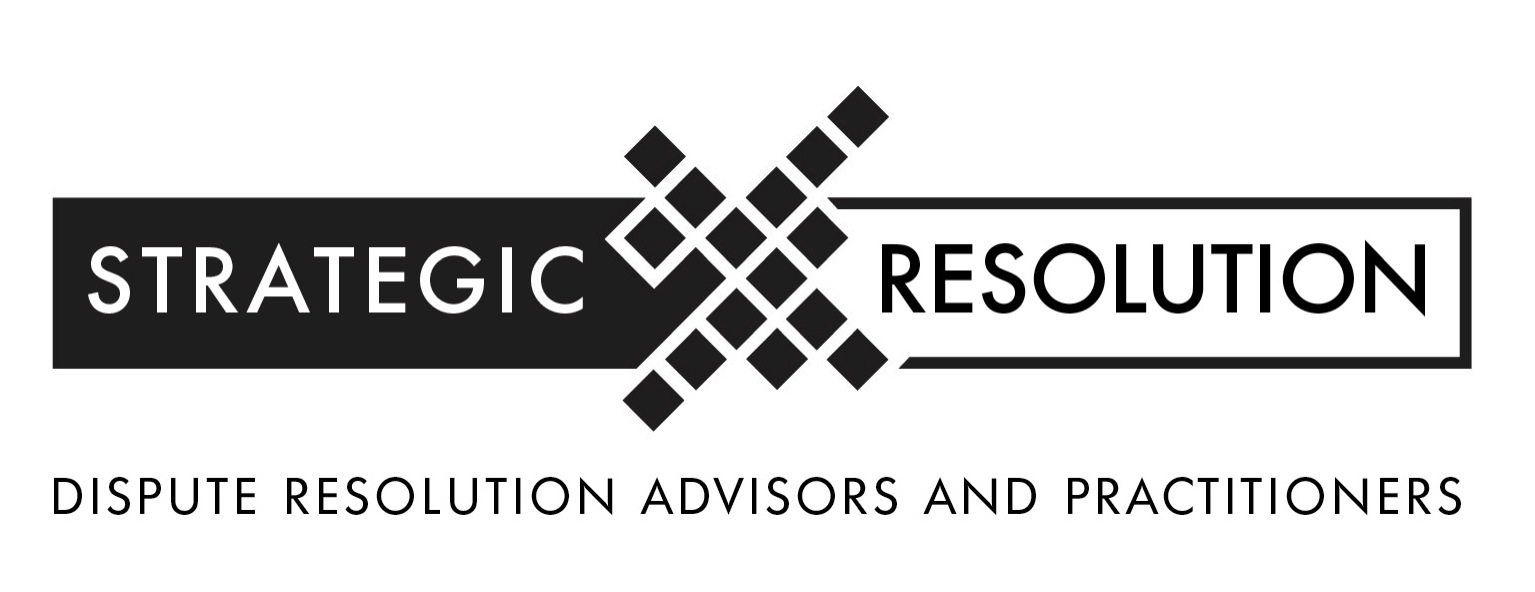 STRATEGIC RESOLUTION
DISPUTE RESOLUTION ADVISORS AND PRACTITIONERS